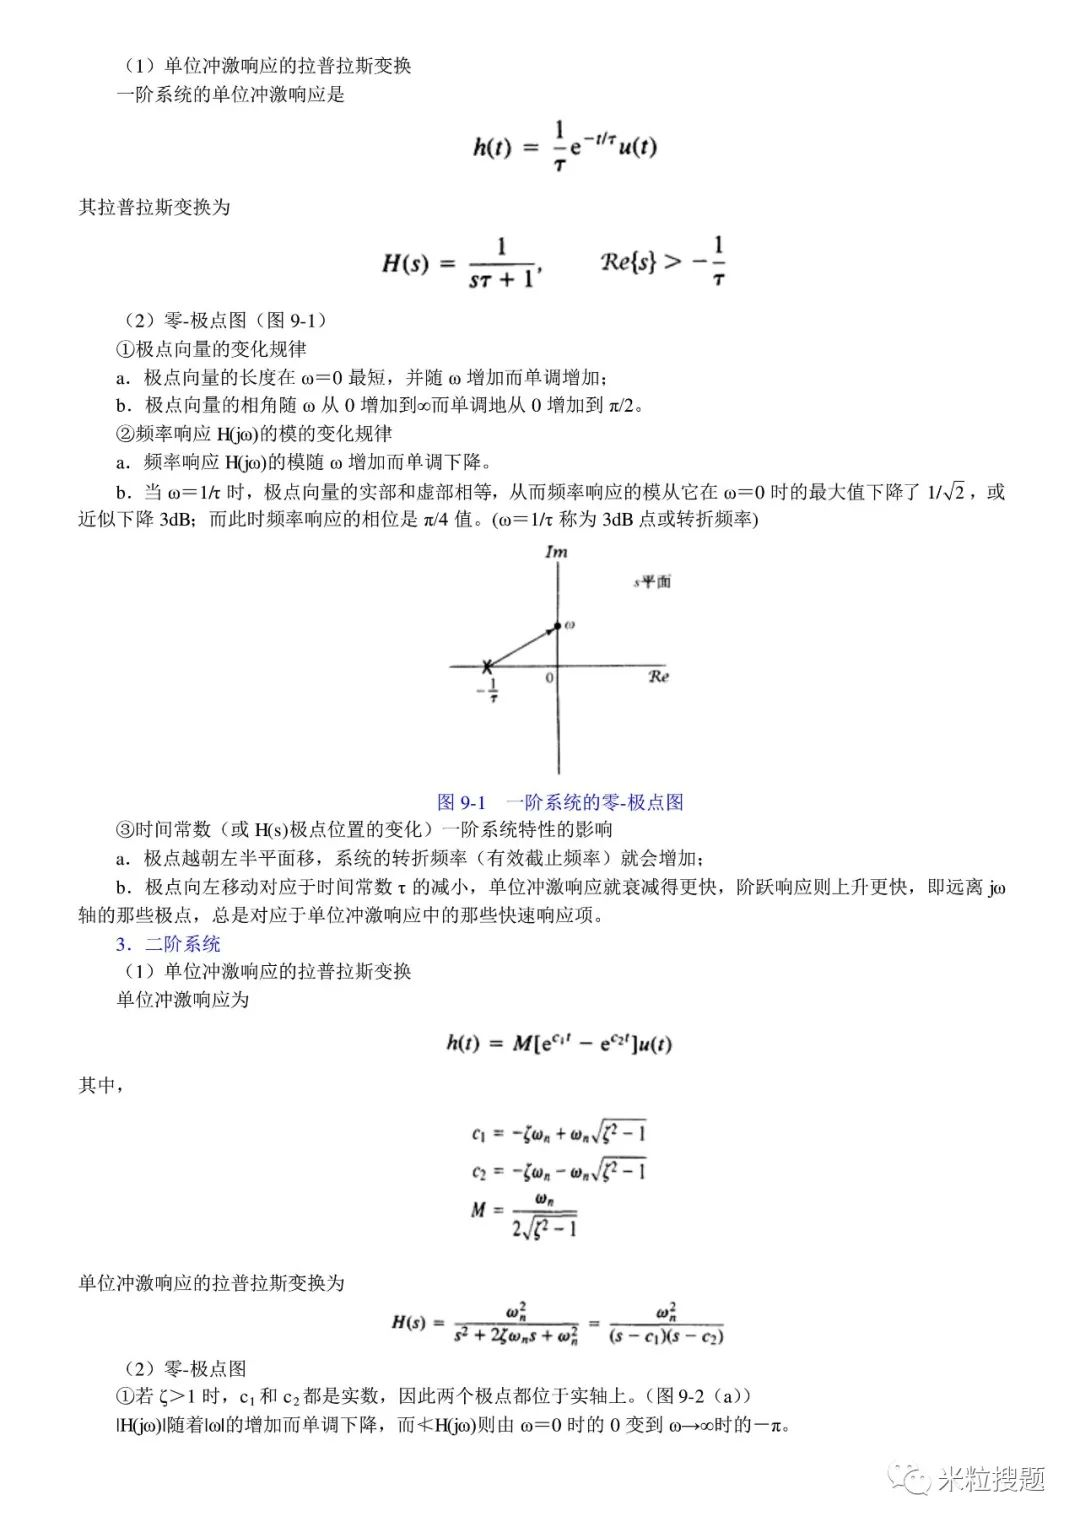 （1）单位冲激响应的拉普拉斯变换
一阶系统的单位冲激响应是
h(t) = \frac{1}{τ} e^{-t/τ} u(t)
其拉普拉斯变换为
H(s) = \frac{1}{sτ + 1}, Re{s} > -\frac{1}{τ}
（2）零-极点图（图 9-1）
①极点向量的变化规律
a．极点向量的长度在 ω＝0 最短，并随 ω 增加而单调增加；
b．极点向量的相角随 ω 从 0 增加到∞而单调地从 0 增加到 π/2。
②频率响应 H(jω)的模的变化规律
a．频率响应 H(jω)的模随 ω 增加而单调下降。
b．当 ω＝1/τ 时，极点向量的实部和虚部相等，从而频率响应的模从它在 ω＝0 时的最大值下降了 1/√2，或
近似下降 3dB；而此时频率响应的相位是 π/4 值。(ω＝1/τ 称为 3dB 点或转折频率)
Im
s平面
ω
0
Re
-\frac{1}{τ}
图 9-1 一阶系统的零-极点图
③时间常数（或 H(s)极点位置的变化）一阶系统特性的影响
a．极点越朝左半平面移，系统的转折频率（有效截止频率）就会增加；
b．极点向左移动对应于时间常数 τ 的减小，单位冲激响应就衰减得更快，阶跃响应则上升更快，即远离 jω
轴的那些极点，总是对应于单位冲激响应中的那些快速响应项。
3．二阶系统
（1）单位冲激响应的拉普拉斯变换
单位冲激响应为
h(t) = M[e^{c₁t} − e^{c₂t}]u(t)
其中，
c₁ = −ζωₙ + ωₙ√(ζ² − 1)
c₂ = −ζωₙ − ωₙ√(ζ² − 1)
M = \frac{ωₙ}{2√(ζ² − 1)}
单位冲激响应的拉普拉斯变换为
H(s) = \frac{ωₙ²}{s² + 2ζωₙs + ωₙ²} = \frac{ωₙ²}{(s − c₁)(s − c₂)}
（2）零-极点图
①若 ζ＞1 时，c₁和 c₂都是实数，因此两个极点都位于实轴上。（图 9-2（a））
|H(jω)|随着|ω|的增加而单调下降，而∢H(jω)则由 ω＝0 时的 0 变到 ω→∞时的－π。
米粒搜题